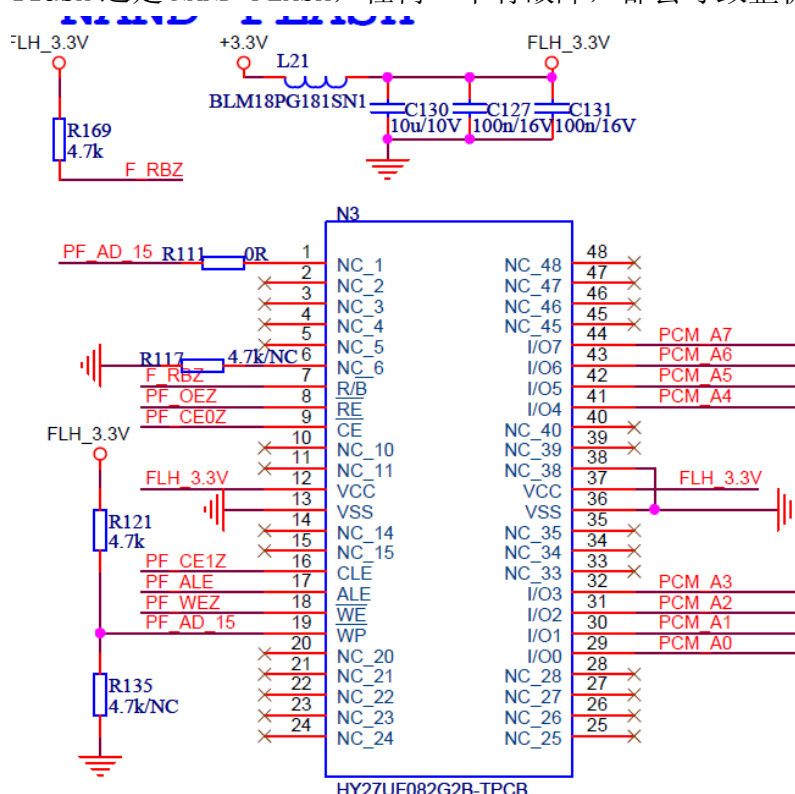 NAND FLASH
FLH_3.3V
+3.3V
L21
FLH_3.3V
BLM18PG181SN1
C130
10u/10V
C127
100n/16V
C131
100n/16V
R169
4.7k
F_RBZ
N3
PF_AD_15 R111 0R 1 NC_1
2 NC_2
3 NC_3
4 NC_4
5 NC_5
R117 4.7k/NC 6 NC_6
F_RBZ 7 R/B
PF_OEZ 8 RE
PF_CE0Z 9 CE
10 NC_10
11 NC_11
FLH_3.3V 12 VCC
13 VSS
14 NC_14
15 NC_15
PF_CE1Z 16 CLE
PF_ALE 17 ALE
PF_WEZ 18 WE
PF_AD_15 19 WP
20 NC_20
21 NC_21
22 NC_22
23 NC_23
24 NC_24
FLH_3.3V
R121
4.7k
R135
4.7k/NC
NC_48 48
NC_47 47
NC_46 46
NC_45 45
I/O7 44 PCM_A7
I/O6 43 PCM_A6
I/O5 42 PCM_A5
I/O4 41 PCM_A4
NC_40 40
NC_39 39
NC_38 38
VCC 37 FLH_3.3V
VSS 36
NC_35 35
NC_34 34
NC_33 33
I/O3 32 PCM_A3
I/O2 31 PCM_A2
I/O1 30 PCM_A1
I/O0 29 PCM_A0
NC_28 28
NC_27 27
NC_26 26
NC_25 25
HY27UF082G2B-TPCB